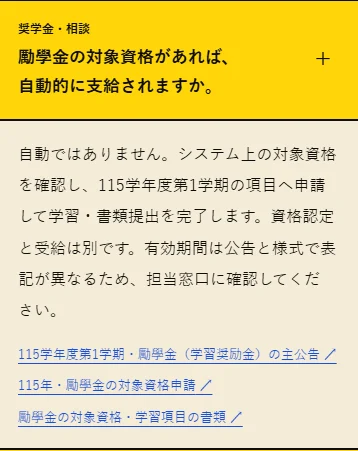 奨学金・相談
勵學金の対象資格があれば、
自動的に支給されますか。
＋
自動ではありません。システム上の対象資格
を確認し、115学年度第1学期の項目へ申請
して学習・書類提出を完了します。資格認定
と受給は別です。有効期間は公告と様式で表
記が異なるため、担当窓口に確認してくだ
さい。
115学年度第1学期・勵學金（学習奨励金）の主公告 ↗
115年・勵學金の対象資格申請 ↗
勵學金の対象資格・学習項目の書類 ↗